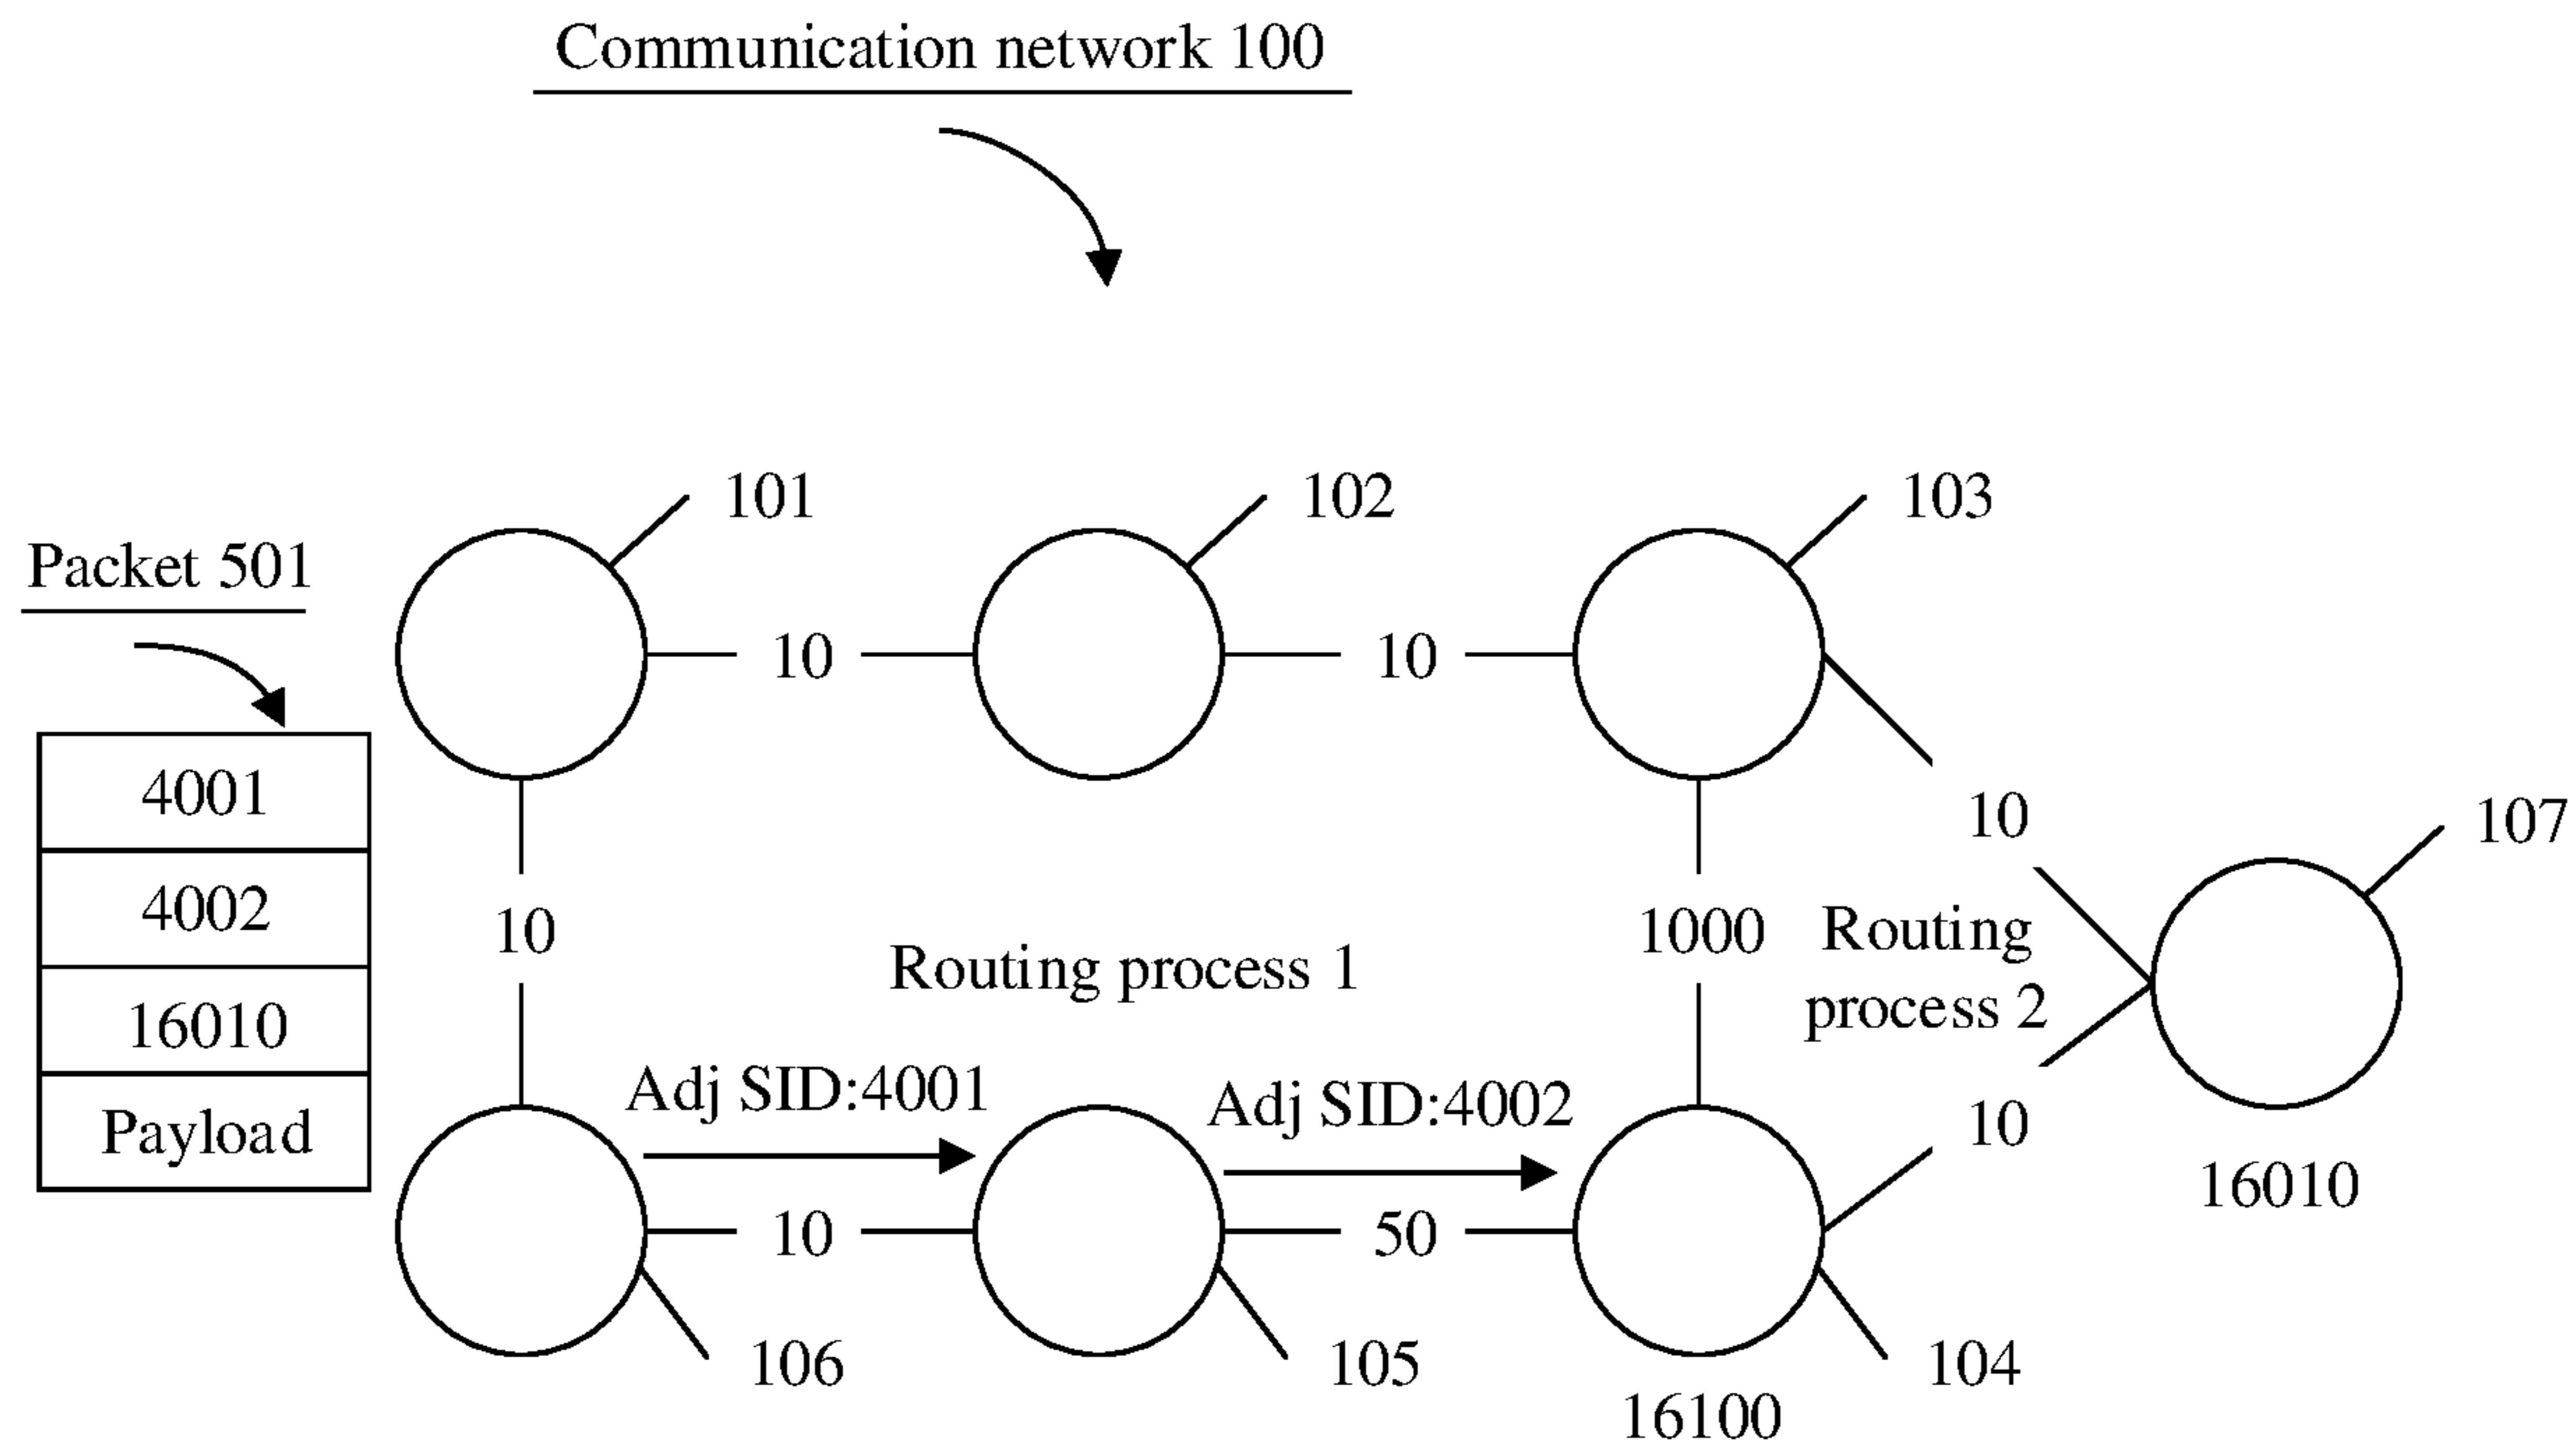 Communication network 100
101
102
103
Packet 501
10
10
4001
10
107
4002
10
Routing process 1
1000
Routing
process 2
16010
Adj SID:4001
Adj SID:4002
10
Payload
16010
10
50
106
105
104
16100